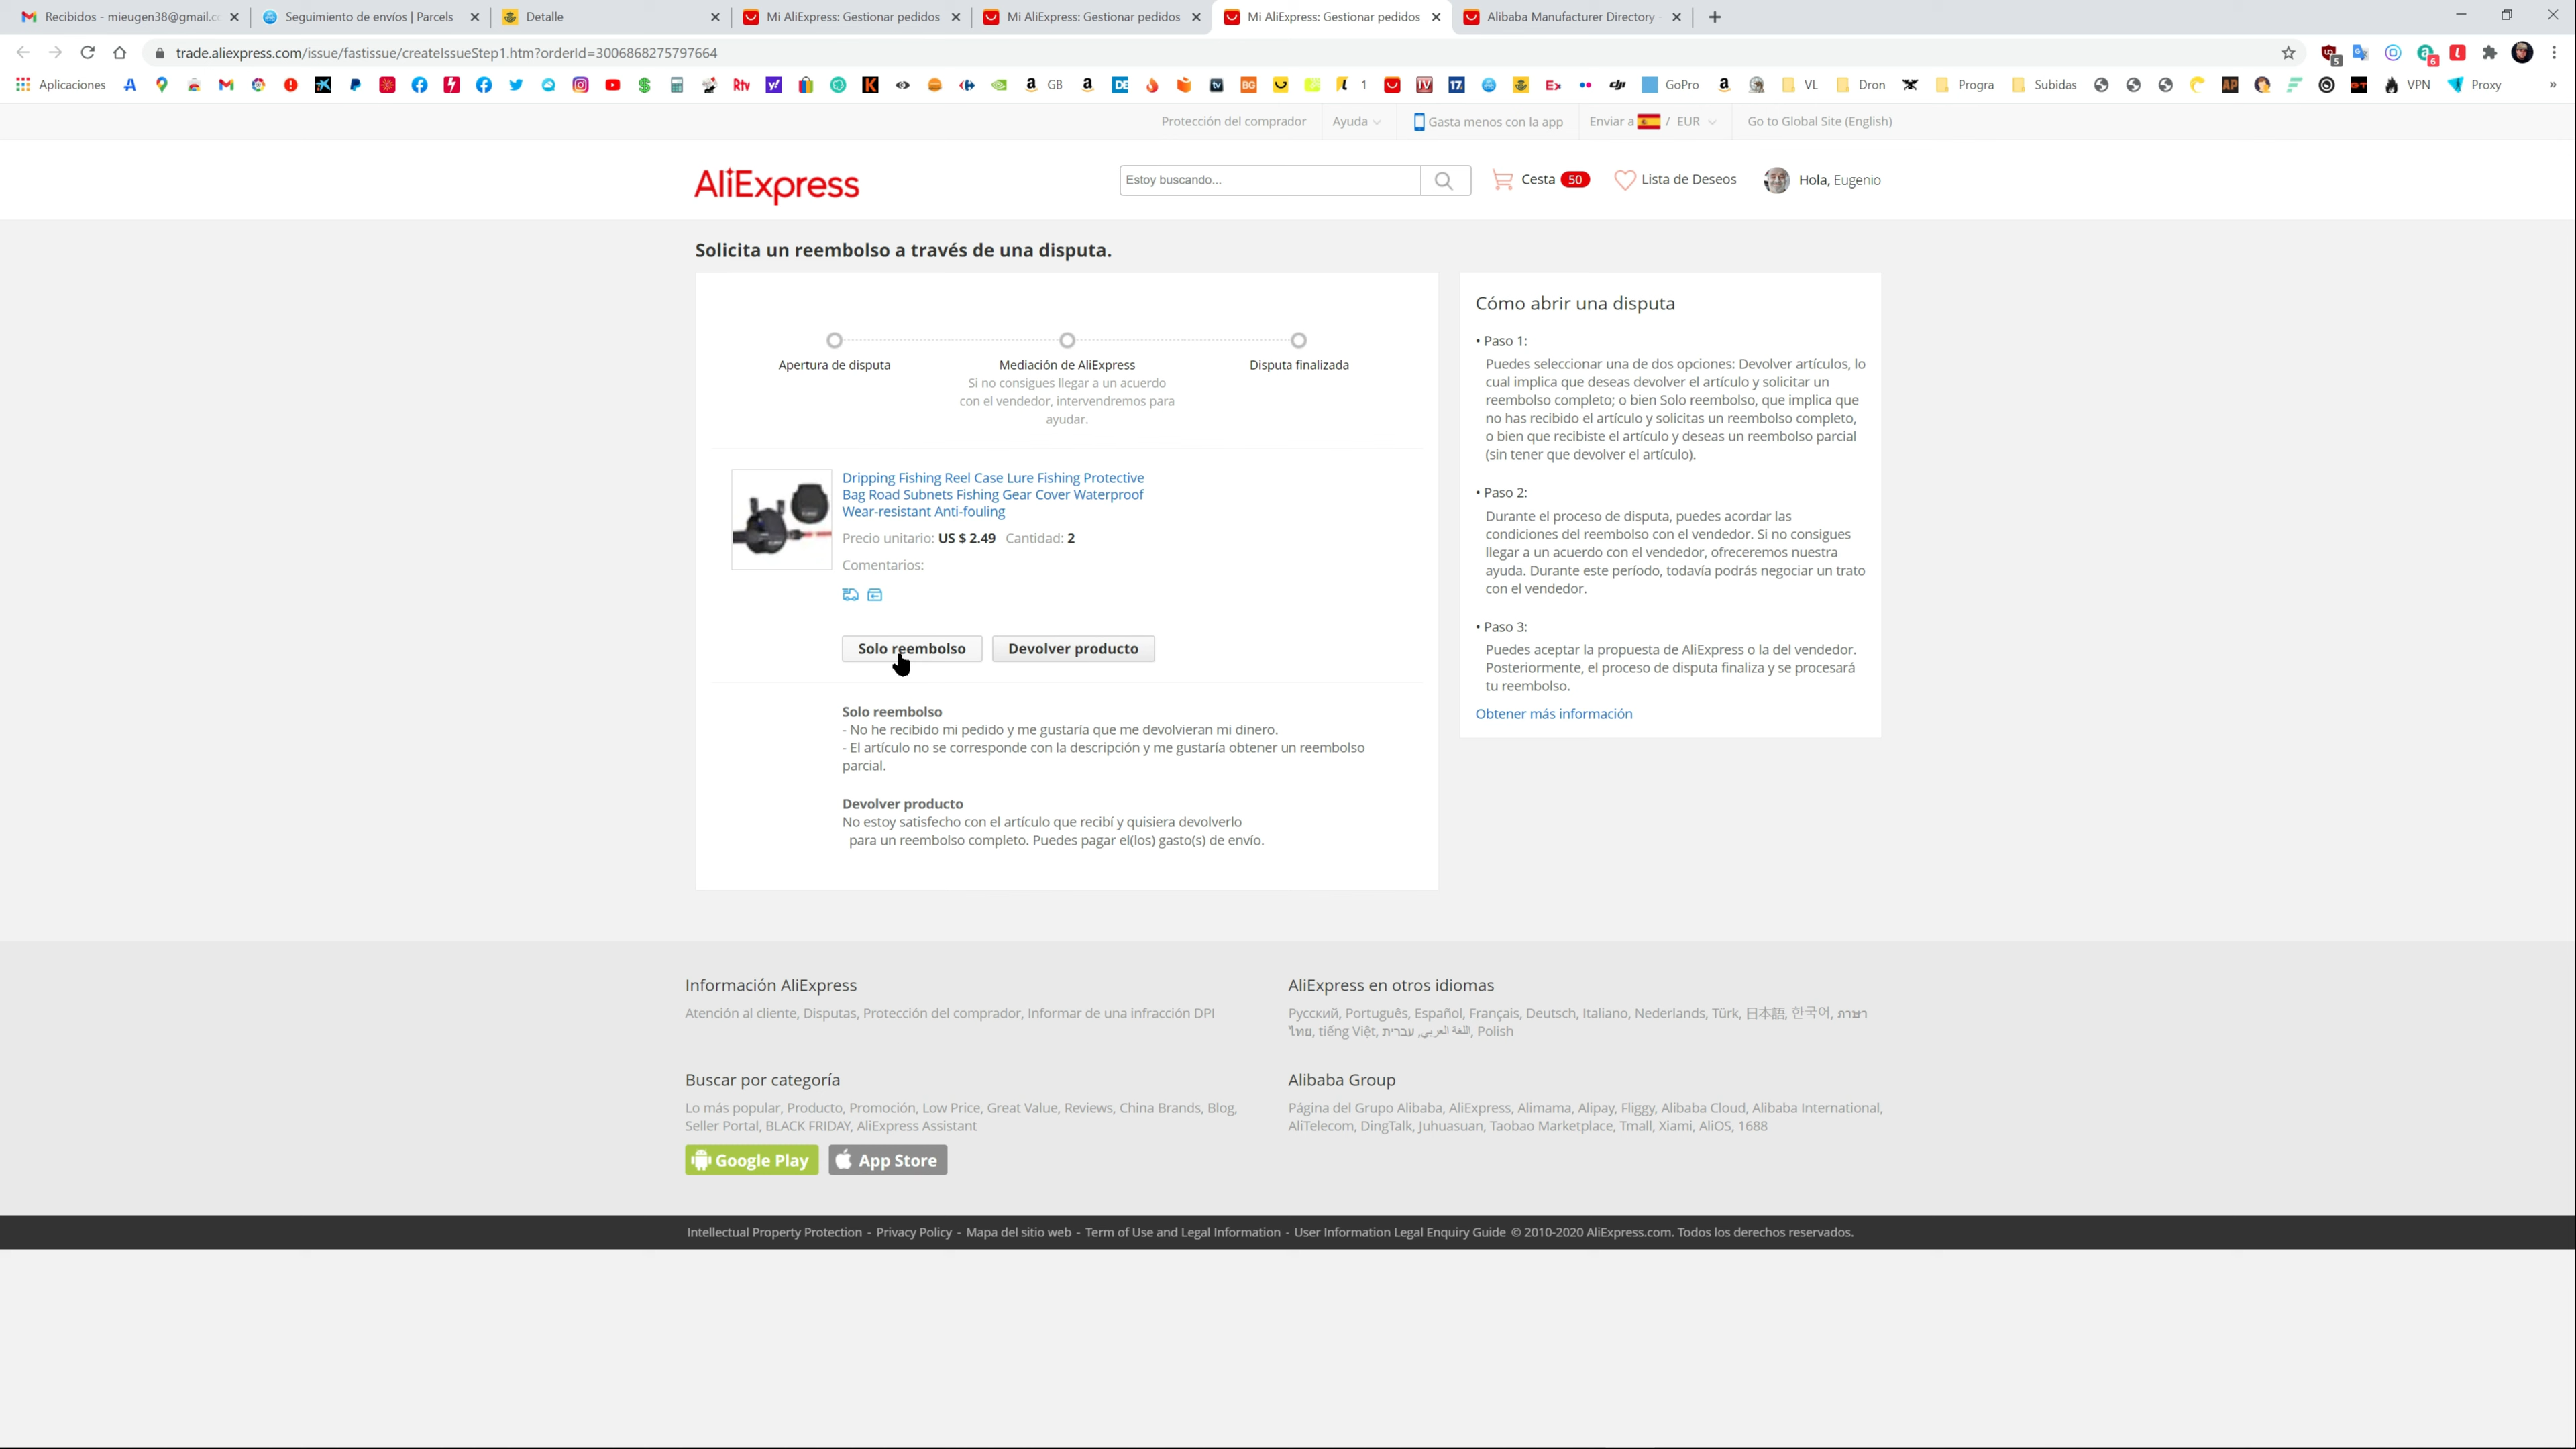 Recibidos - mieugen38@gmail.c
Seguimiento de envíos | Parcels
Detalle
Mi AliExpress: Gestionar pedidos
Mi AliExpress: Gestionar pedidos
Mi AliExpress: Gestionar pedidos
Alibaba Manufacturer Directory
trade.aliexpress.com/issue/fastissue/createIssueStep1.htm?orderId=3006868275797664
5
6
Aplicaciones
Rtv
GB
BG
1
17
Ex
GoPro
VL
Dron
Progra
Subidas
AP
VPN
Proxy
»
Protección del comprador
Ayuda
Gasta menos con la app
Enviar a / EUR
Go to Global Site (English)
AliExpress
Estoy buscando...
Cesta 50
Lista de Deseos
Hola, Eugenio
Solicita un reembolso a través de una disputa.
Apertura de disputa
Mediación de AliExpress
Si no consigues llegar a un acuerdo
con el vendedor, intervendremos para
ayudar.
Disputa finalizada
Dripping Fishing Reel Case Lure Fishing Protective
Bag Road Subnets Fishing Gear Cover Waterproof
Wear-resistant Anti-fouling
Precio unitario: US $ 2.49 Cantidad: 2
Comentarios:
Solo reembolso
Devolver producto
Solo reembolso
- No he recibido mi pedido y me gustaría que me devolvieran mi dinero.
- El artículo no se corresponde con la descripción y me gustaría obtener un reembolso
parcial.
Devolver producto
No estoy satisfecho con el artículo que recibí y quisiera devolverlo
para un reembolso completo. Puedes pagar el(los) gasto(s) de envío.
Cómo abrir una disputa
• Paso 1:
Puedes seleccionar una de dos opciones: Devolver artículos, lo
cual implica que deseas devolver el artículo y solicitar un
reembolso completo; o bien Solo reembolso, que implica que
no has recibido el artículo y solicitas un reembolso completo,
o bien que recibiste el artículo y deseas un reembolso parcial
(sin tener que devolver el artículo).
• Paso 2:
Durante el proceso de disputa, puedes acordar las
condiciones del reembolso con el vendedor. Si no consigues
llegar a un acuerdo con el vendedor, ofreceremos nuestra
ayuda. Durante este período, todavía podrás negociar un trato
con el vendedor.
• Paso 3:
Puedes aceptar la propuesta de AliExpress o la del vendedor.
Posteriormente, el proceso de disputa finaliza y se procesará
tu reembolso.
Obtener más información
Información AliExpress
Atención al cliente, Disputas, Protección del comprador, Informar de una infracción DPI
AliExpress en otros idiomas
Русский, Português, Español, Français, Deutsch, Italiano, Nederlands, Türk, 日本語, 한국어, ภาษา
ไทย, tiếng Việt, עברית, اللغة العربي, Polish
Buscar por categoría
Lo más popular, Producto, Promoción, Low Price, Great Value, Reviews, China Brands, Blog,
Seller Portal, BLACK FRIDAY, AliExpress Assistant
Google Play
App Store
Alibaba Group
Página del Grupo Alibaba, AliExpress, Alimama, Alipay, Fliggy, Alibaba Cloud, Alibaba International,
AliTelecom, DingTalk, Juhuasuan, Taobao Marketplace, Tmall, Xiami, AliOS, 1688
Intellectual Property Protection - Privacy Policy - Mapa del sitio web - Term of Use and Legal Information - User Information Legal Enquiry Guide © 2010-2020 AliExpress.com. Todos los derechos reservados.